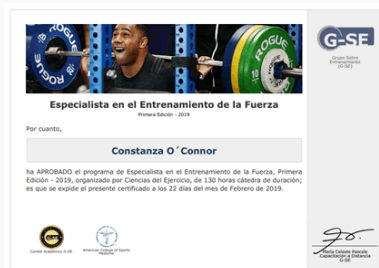 ROGUE
ROGUE
ROGUE
G-SE
Grupo Sobre
Entrenamiento
(G-SE)
Especialista en el Entrenamiento de la Fuerza
Primera Edición - 2019
Por cuanto,
Constanza O´Connor
ha APROBADO el programa de Especialista en el Entrenamiento de la Fuerza, Primera
Edición - 2019, organizado por Ciencias del Ejercicio, de 130 horas cátedra de duración;
es que se expide el presente certificado a los 22 días del mes de Febrero de 2019.
Comité Académico G-SE
American College of Sports
Medicine
María Celeste Pascale
Capacitación a Distancia
G-SE